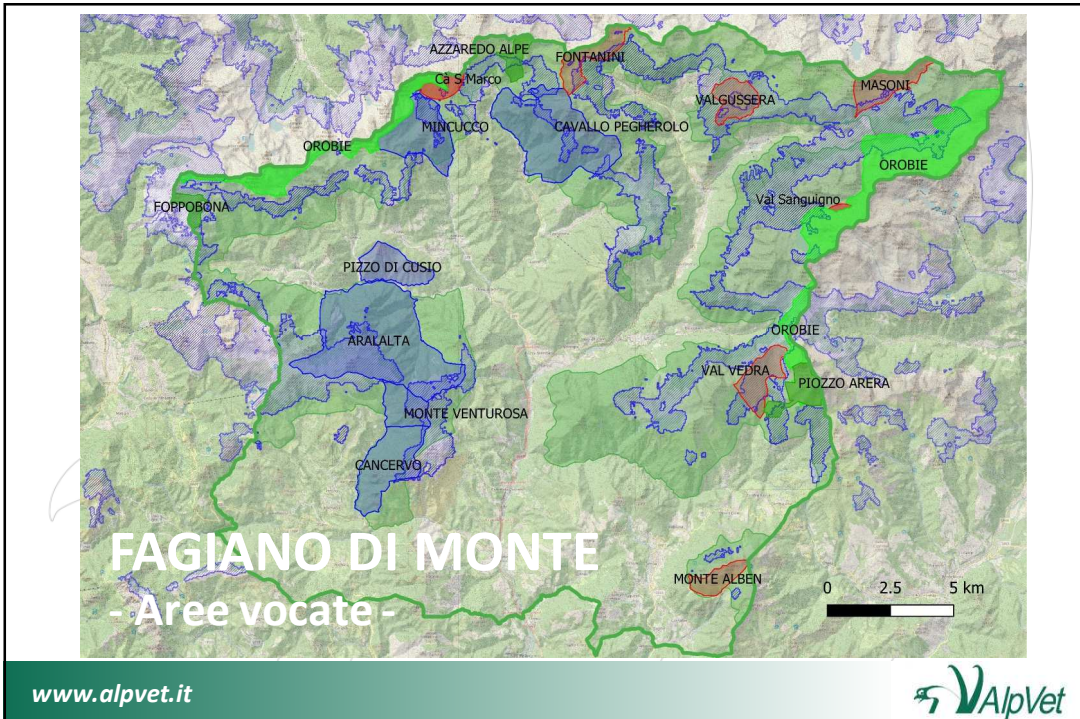 AZZAREDO ALPE
FONTANINI
Cà S.Marco
VALGUSSERA
MASONI
MINCUCCO
CAVALLO PEGHEROLO
OROBIE
OROBIE
FOPPOBONA
Val Sanguigno
PIZZO DI CUSIO
OROBIE
ARALALTA
VAL VEDRA
PIOZZO ARERA
MONTE VENTUROSA
CANCERVO
FAGIANO DI MONTE
- Aree vocate -
MONTE ALBEN
0 2.5 5 km
www.alpvet.it
AlpVet